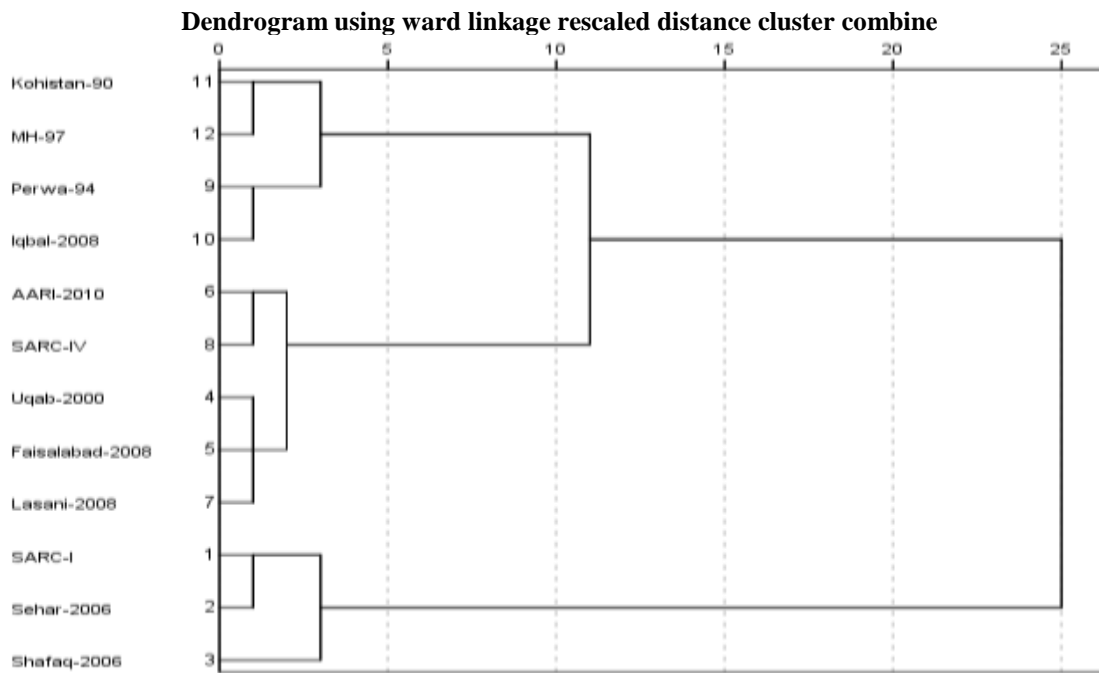 Dendrogram using ward linkage rescaled distance cluster combine
0 5 10 15 20 25
Kohistan-90 11
MH-97 12
Perwa-94 9
Iqbal-2008 10
AARI-2010 6
SARC-IV 8
Uqab-2000 4
Faisalabad-2008 5
Lasani-2008 7
SARC-I 1
Sehar-2006 2
Shafaq-2006 3